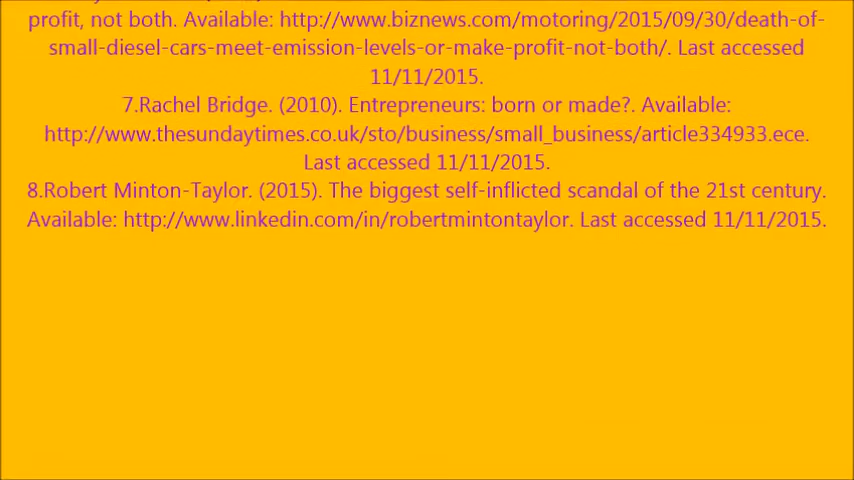 profit, not both. Available: http://www.biznews.com/motoring/2015/09/30/death-of-
small-diesel-cars-meet-emission-levels-or-make-profit-not-both/. Last accessed
11/11/2015.
7.Rachel Bridge. (2010). Entrepreneurs: born or made?. Available:
http://www.thesundaytimes.co.uk/sto/business/small_business/article334933.ece.
Last accessed 11/11/2015.
8.Robert Minton-Taylor. (2015). The biggest self-inflicted scandal of the 21st century.
Available: http://www.linkedin.com/in/robertmintontaylor. Last accessed 11/11/2015.